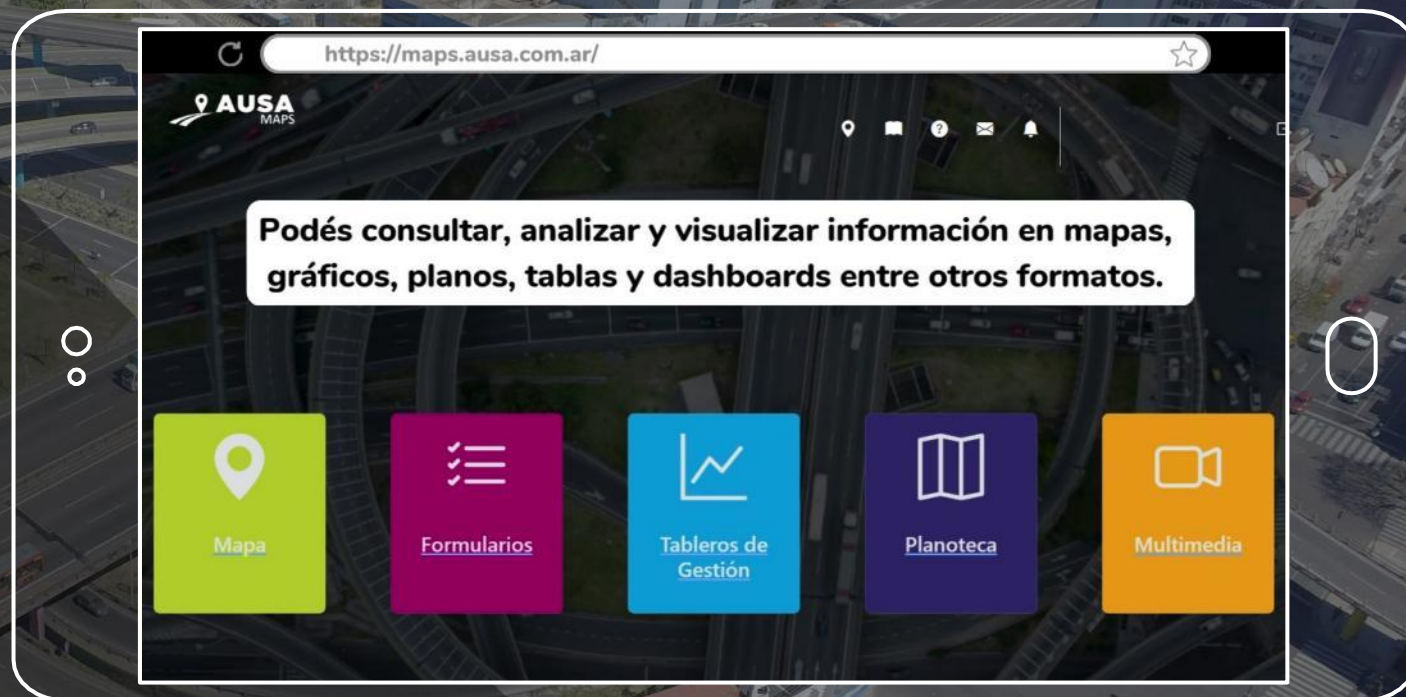 https://maps.ausa.com.ar/
AUSA
MAPS
Podés consultar, analizar y visualizar información en mapas,
gráficos, planos, tablas y dashboards entre otros formatos.
Mapa
Formularios
Tableros de
Gestión
Planoteca
Multimedia